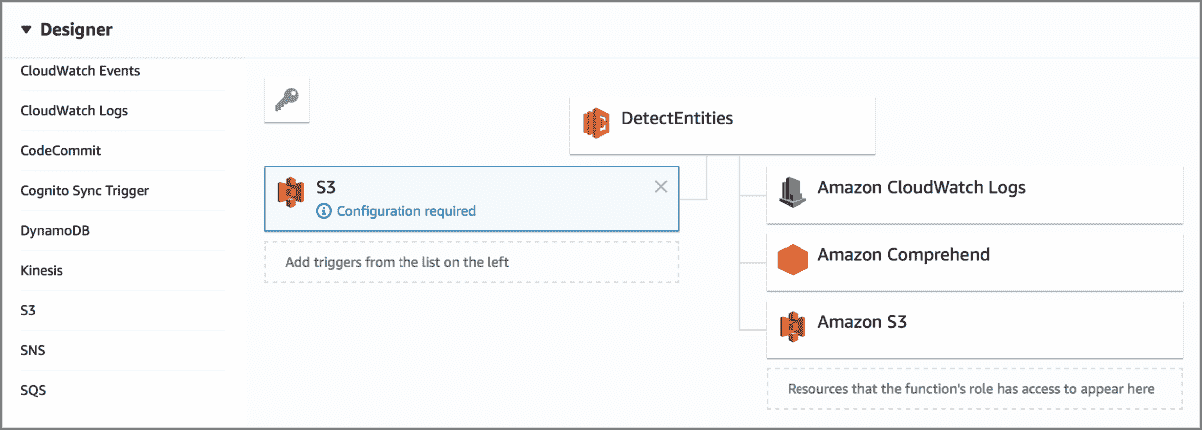 Designer
CloudWatch Events
CloudWatch Logs
CodeCommit
Cognito Sync Trigger
DynamoDB
Kinesis
S3
SNS
SQS
DetectEntities
S3
Configuration required
Add triggers from the list on the left
Amazon CloudWatch Logs
Amazon Comprehend
Amazon S3
Resources that the function's role has access to appear here